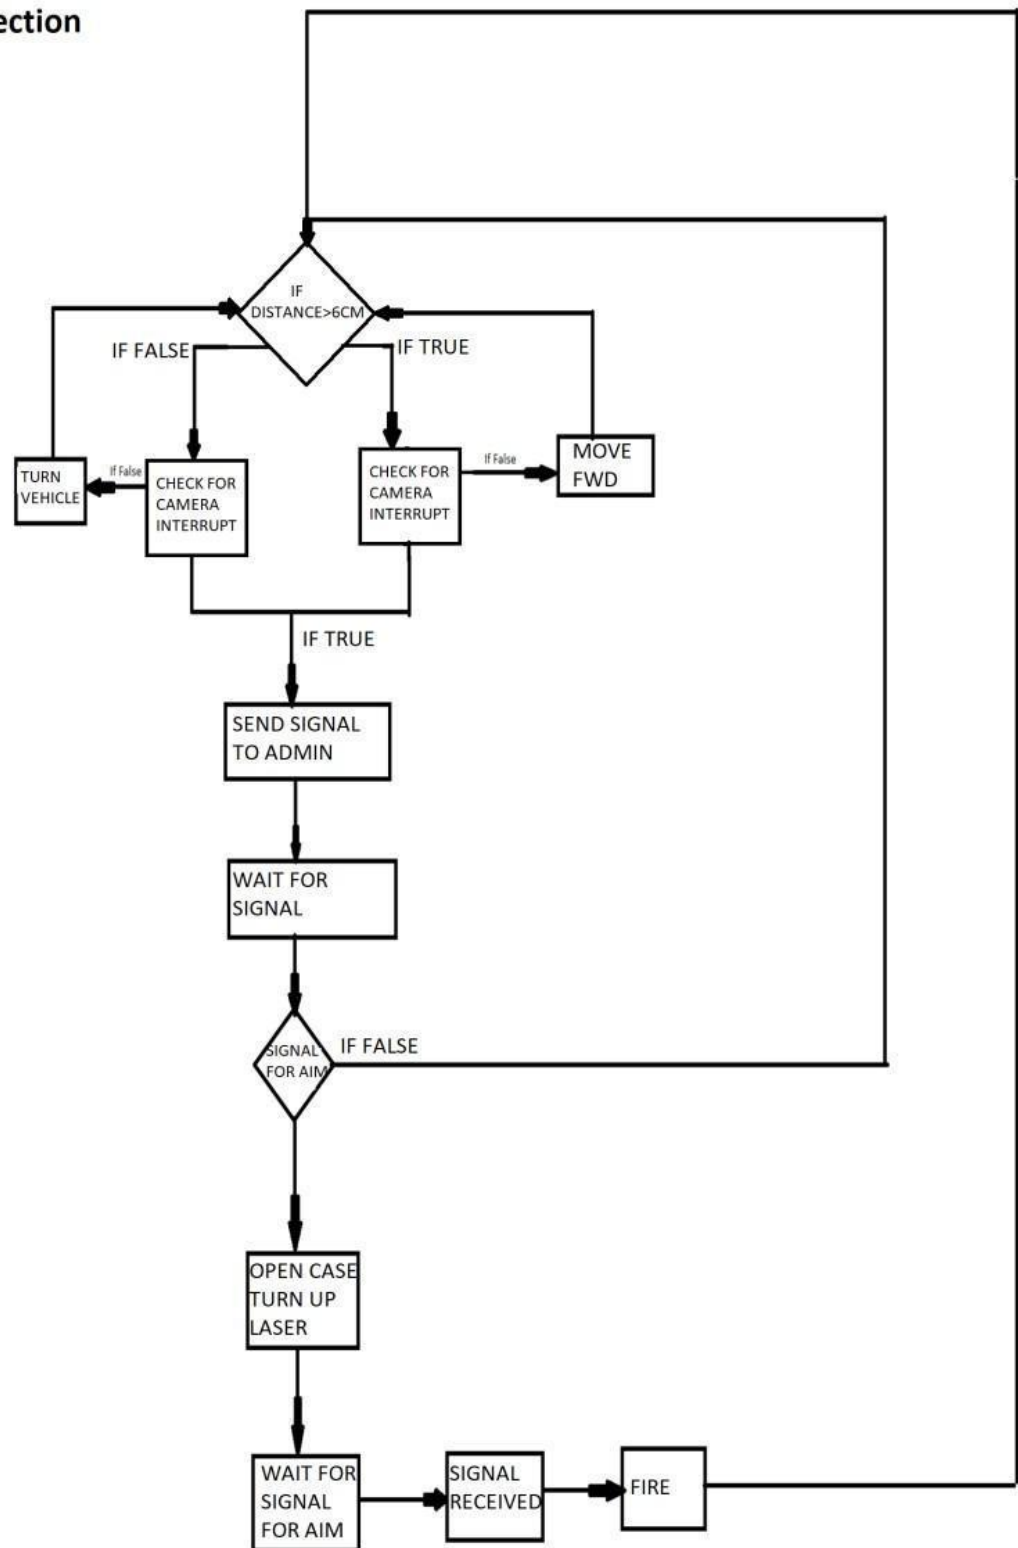 ection
IF
DISTANCE>6CM
IF FALSE
IF TRUE
TURN
VEHICLE
If False
CHECK FOR
CAMERA
INTERRUPT
CHECK FOR
CAMERA
INTERRUPT
If False
MOVE
FWD
IF TRUE
SEND SIGNAL
TO ADMIN
WAIT FOR
SIGNAL
SIGNAL
FOR AIM
IF FALSE
OPEN CASE
TURN UP
LASER
WAIT FOR
SIGNAL
FOR AIM
SIGNAL
RECEIVED
FIRE